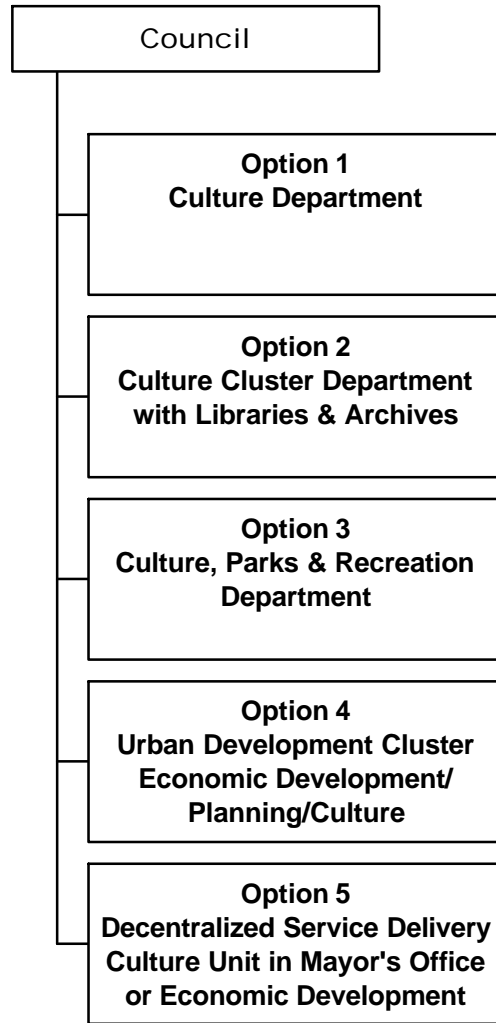 Council
Option 1
Culture Department
Option 2
Culture Cluster Department
with Libraries & Archives
Option 3
Culture, Parks & Recreation
Department
Option 4
Urban Development Cluster
Economic Development/
Planning/Culture
Option 5
Decentralized Service Delivery
Culture Unit in Mayor's Office
or Economic Development